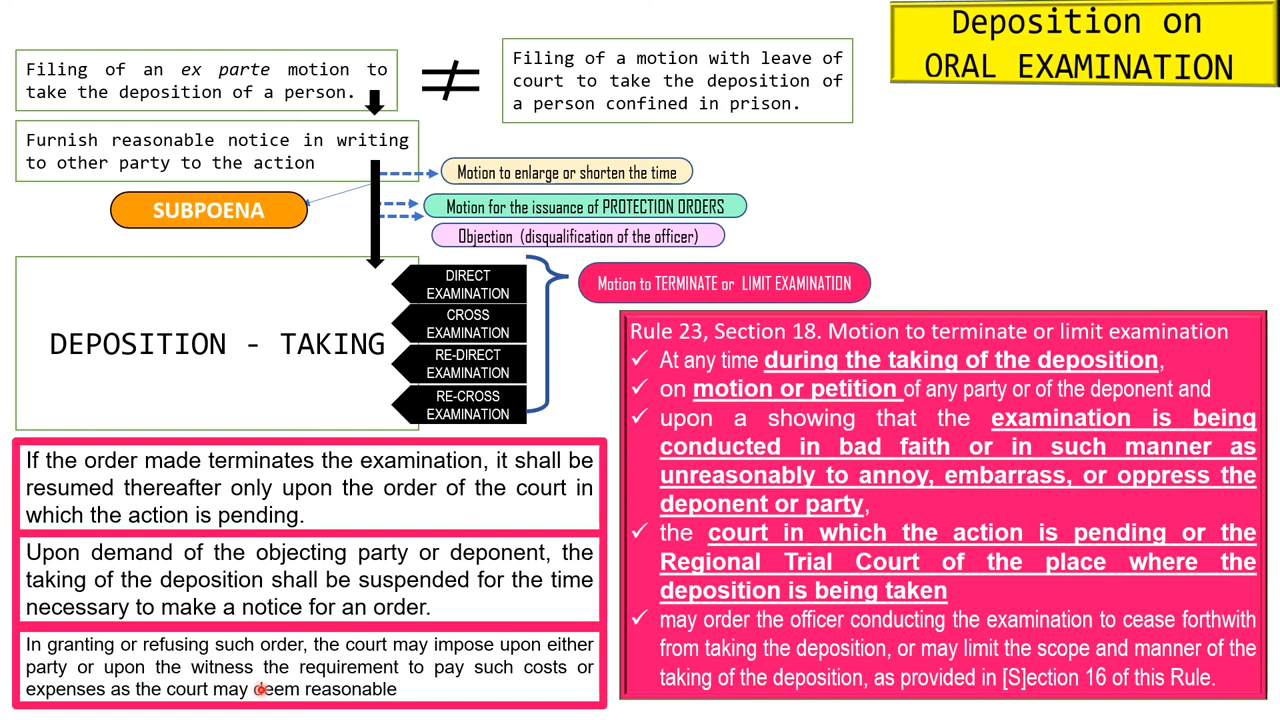 Deposition on
ORAL EXAMINATION
Filing of an ex parte motion to
take the deposition of a person.
≠
Filing of a motion with leave of
court to take the deposition of
a person confined in prison.
Furnish reasonable notice in writing
to other party to the action
Motion to enlarge or shorten the time
SUBPOENA
Motion for the issuance of PROTECTION ORDERS
Objection (disqualification of the officer)
DEPOSITION - TAKING
DIRECT
EXAMINATION
CROSS
EXAMINATION
RE-DIRECT
EXAMINATION
RE-CROSS
EXAMINATION
Motion to TERMINATE or LIMIT EXAMINATION
Rule 23, Section 18. Motion to terminate or limit examination
✓ At any time during the taking of the deposition,
✓ on motion or petition of any party or of the deponent and
✓ upon a showing that the examination is being
conducted in bad faith or in such manner as
unreasonably to annoy, embarrass, or oppress the
deponent or party,
✓ the court in which the action is pending or the
Regional Trial Court of the place where the
deposition is being taken
✓ may order the officer conducting the examination to cease forthwith
from taking the deposition, or may limit the scope and manner of the
taking of the deposition, as provided in [S]ection 16 of this Rule.
If the order made terminates the examination, it shall be
resumed thereafter only upon the order of the court in
which the action is pending.
Upon demand of the objecting party or deponent, the
taking of the deposition shall be suspended for the time
necessary to make a notice for an order.
In granting or refusing such order, the court may impose upon either
party or upon the witness the requirement to pay such costs or
expenses as the court may deem reasonable